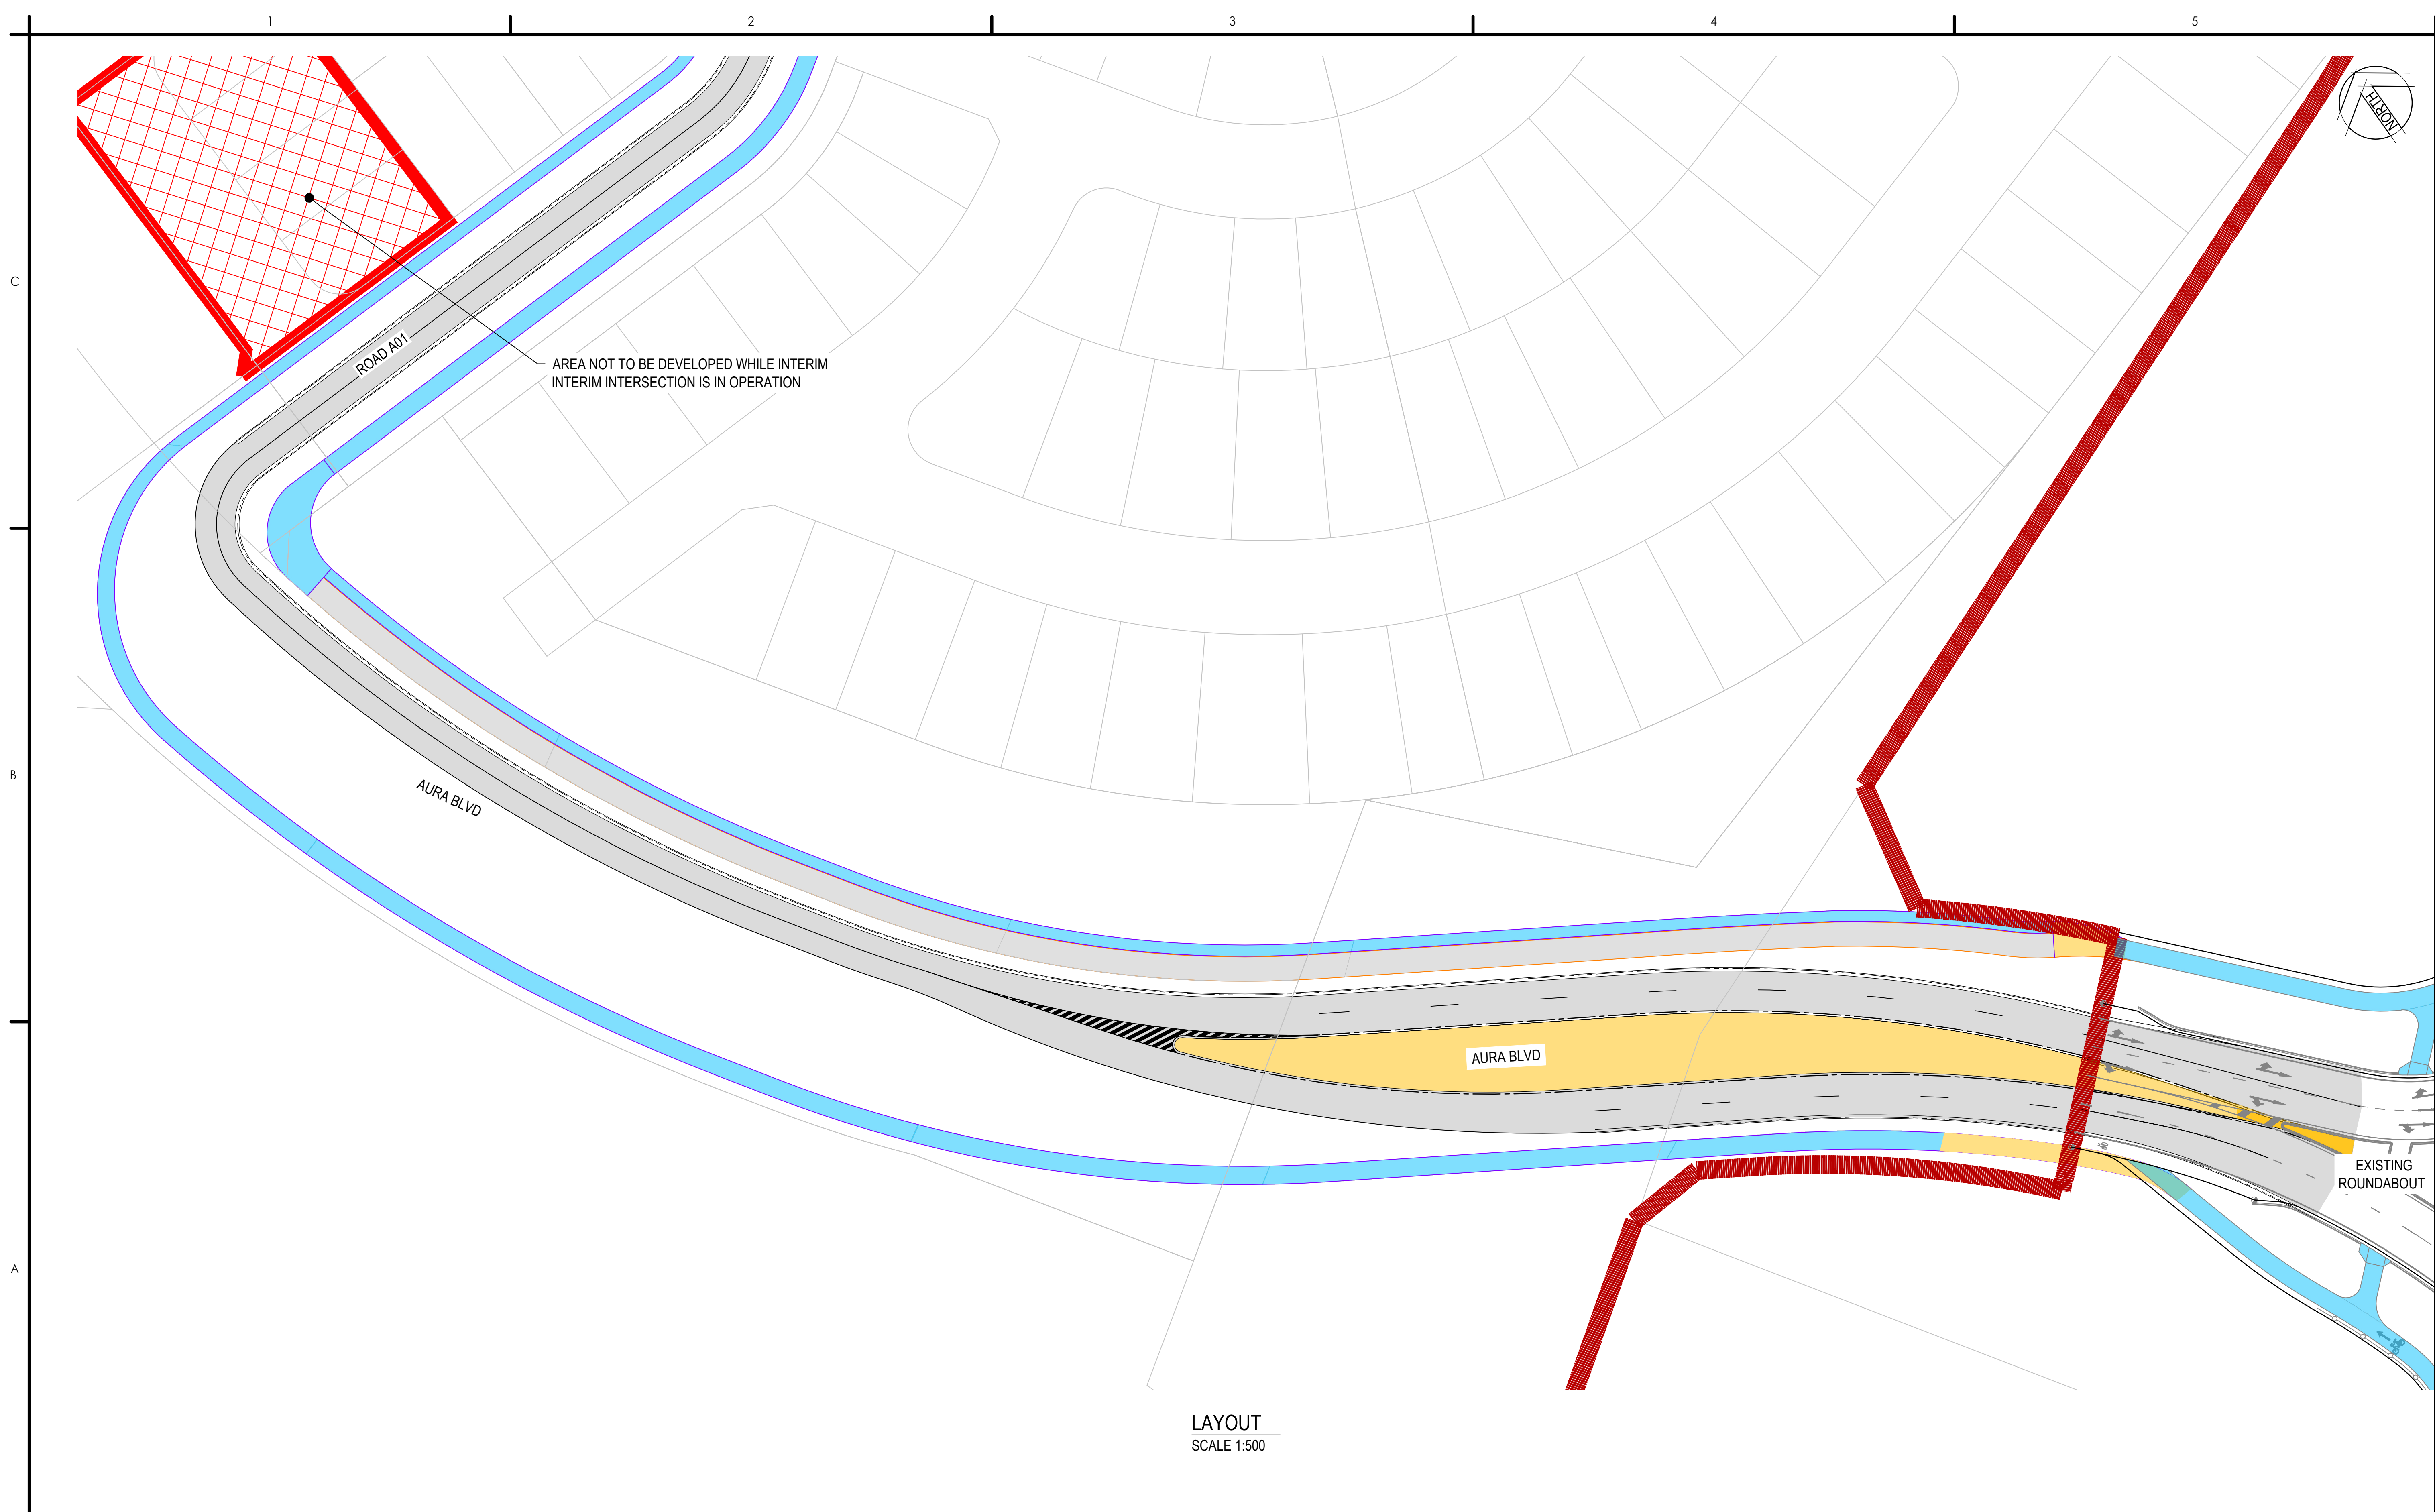 1 2 3 4 5
NORTH
C
ROAD A01
AREA NOT TO BE DEVELOPED WHILE INTERIM
INTERIM INTERSECTION IS IN OPERATION
B
AURA BLVD
AURA BLVD
EXISTING
ROUNDABOUT
A
LAYOUT
SCALE 1:500